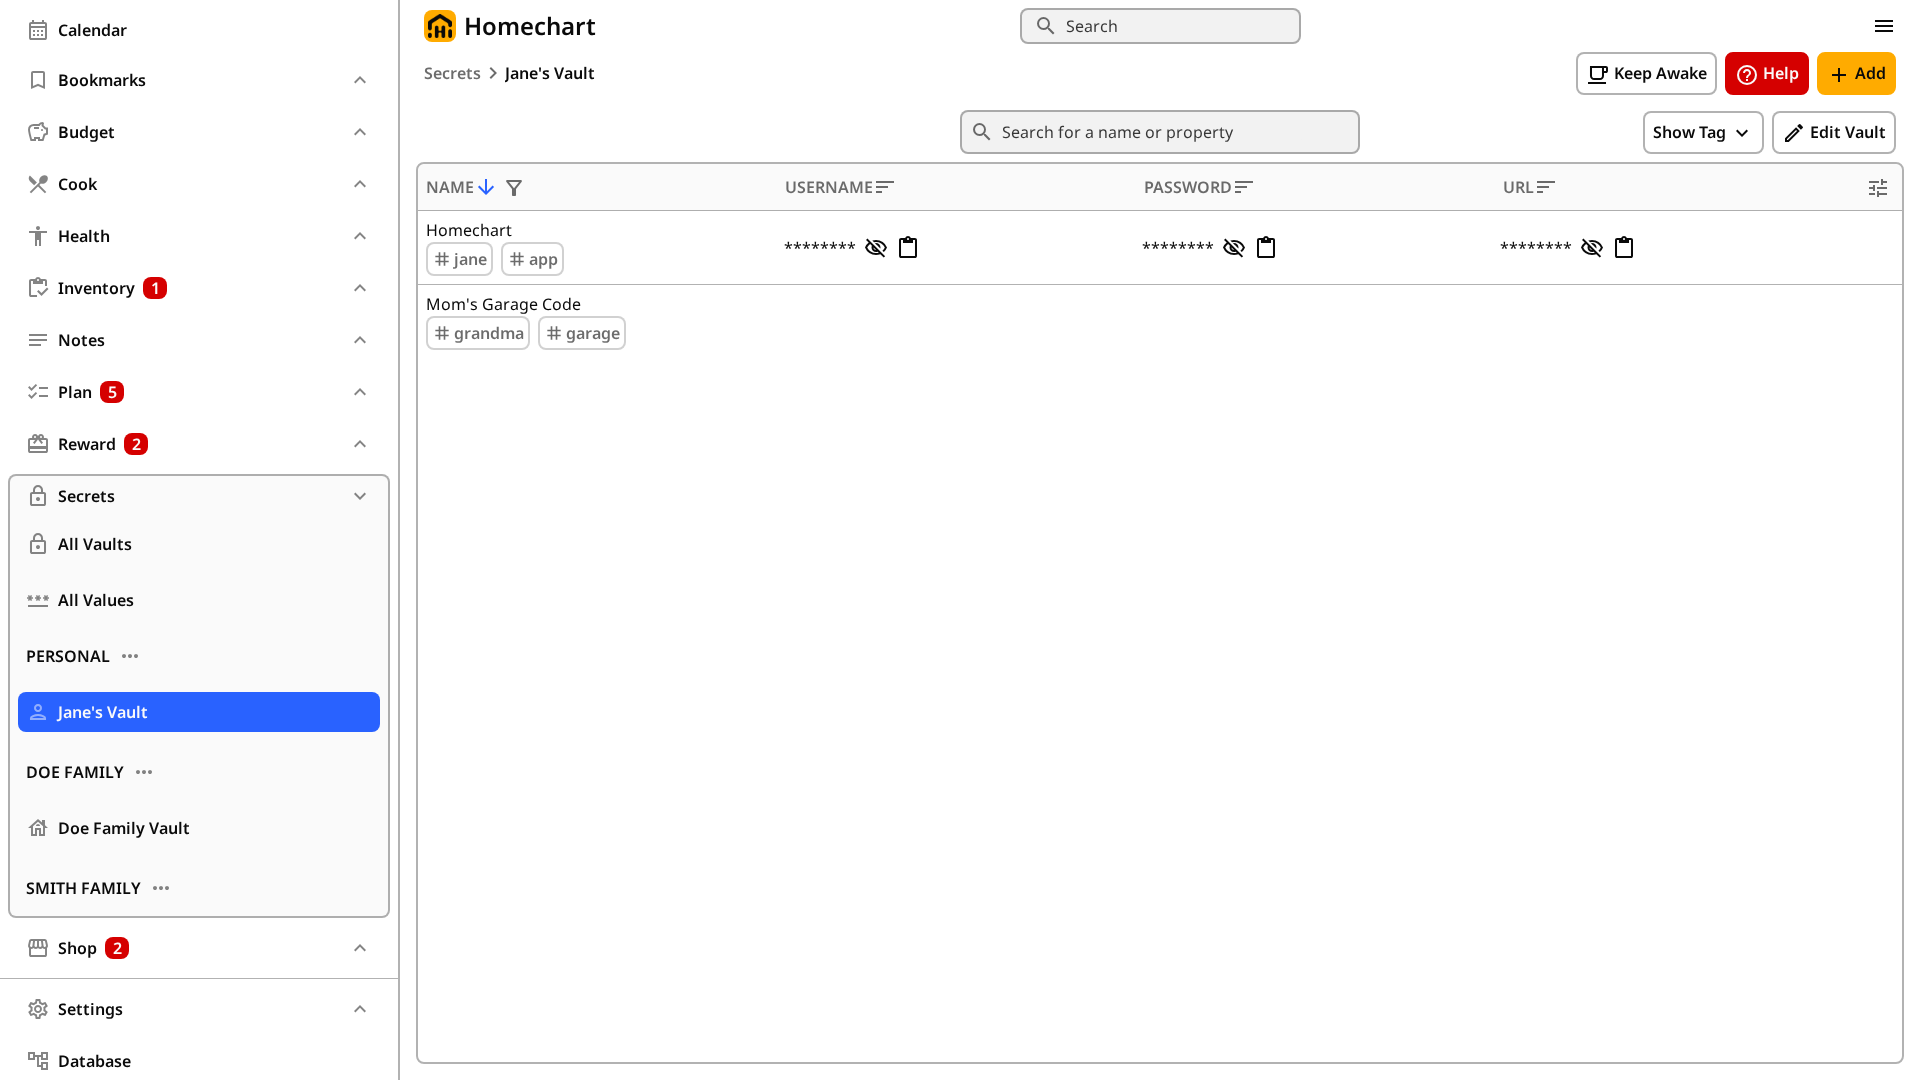 Calendar
Bookmarks
Budget
Cook
Health
Inventory 1
Notes
Plan 5
Reward 2
Secrets
All Vaults
All Values
PERSONAL
Jane's Vault
DOE FAMILY
Doe Family Vault
SMITH FAMILY
Shop 2
Settings
Database
Homechart
Search
Secrets > Jane's Vault
Keep Awake
Help
Add
Search for a name or property
Show Tag
Edit Vault
NAME USERNAME PASSWORD URL
Homechart ******** ******** ********
# jane # app
Mom's Garage Code
# grandma # garage